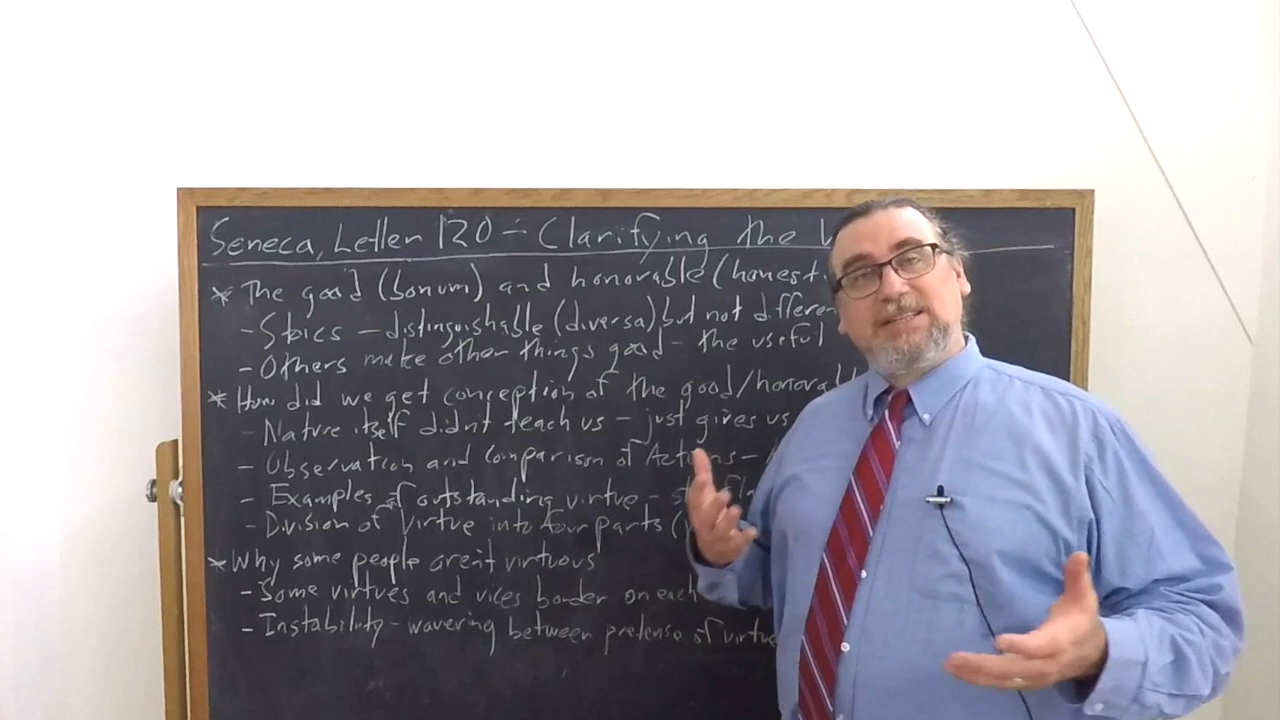 Seneca, Letter 120 - Clarifying the V
* The good (bonum) and honorable (honest
- Stoics - distinguishable (diversa) but not differen
- Others make other things good - the useful
* How did we get conception of the good/honorabl
- Nature itself didnt teach us - just gives us
- Observation and Comparison of Actions -
- Examples of outstanding virtue -
- Division of Virtue into four parts (
* Why some people aren't virtuous
- Some virtues and vices border on each
- Instability - wavering between pretense of virtue